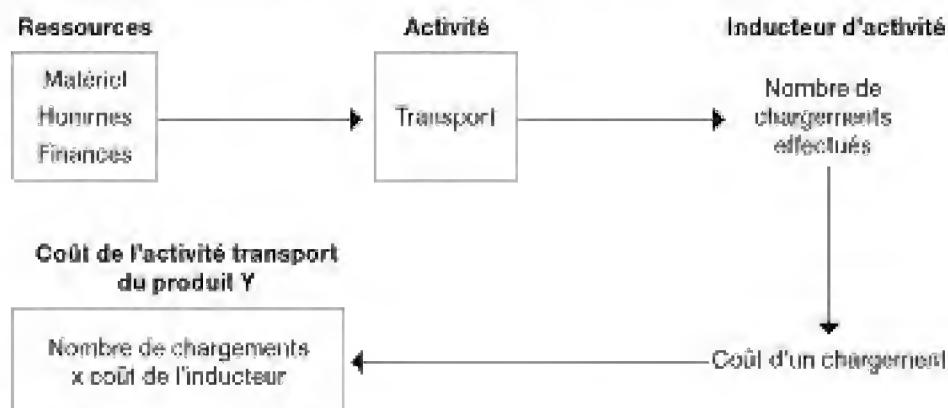 Ressources
Activité
Inducteur d'activité
Matériel
Hommes
Finances
Transport
Nombre de
chargements
effectués
Coût de l'activité transport
du produit Y
Nombre de chargements
x coût de l'inducteur
Coût d'un chargement